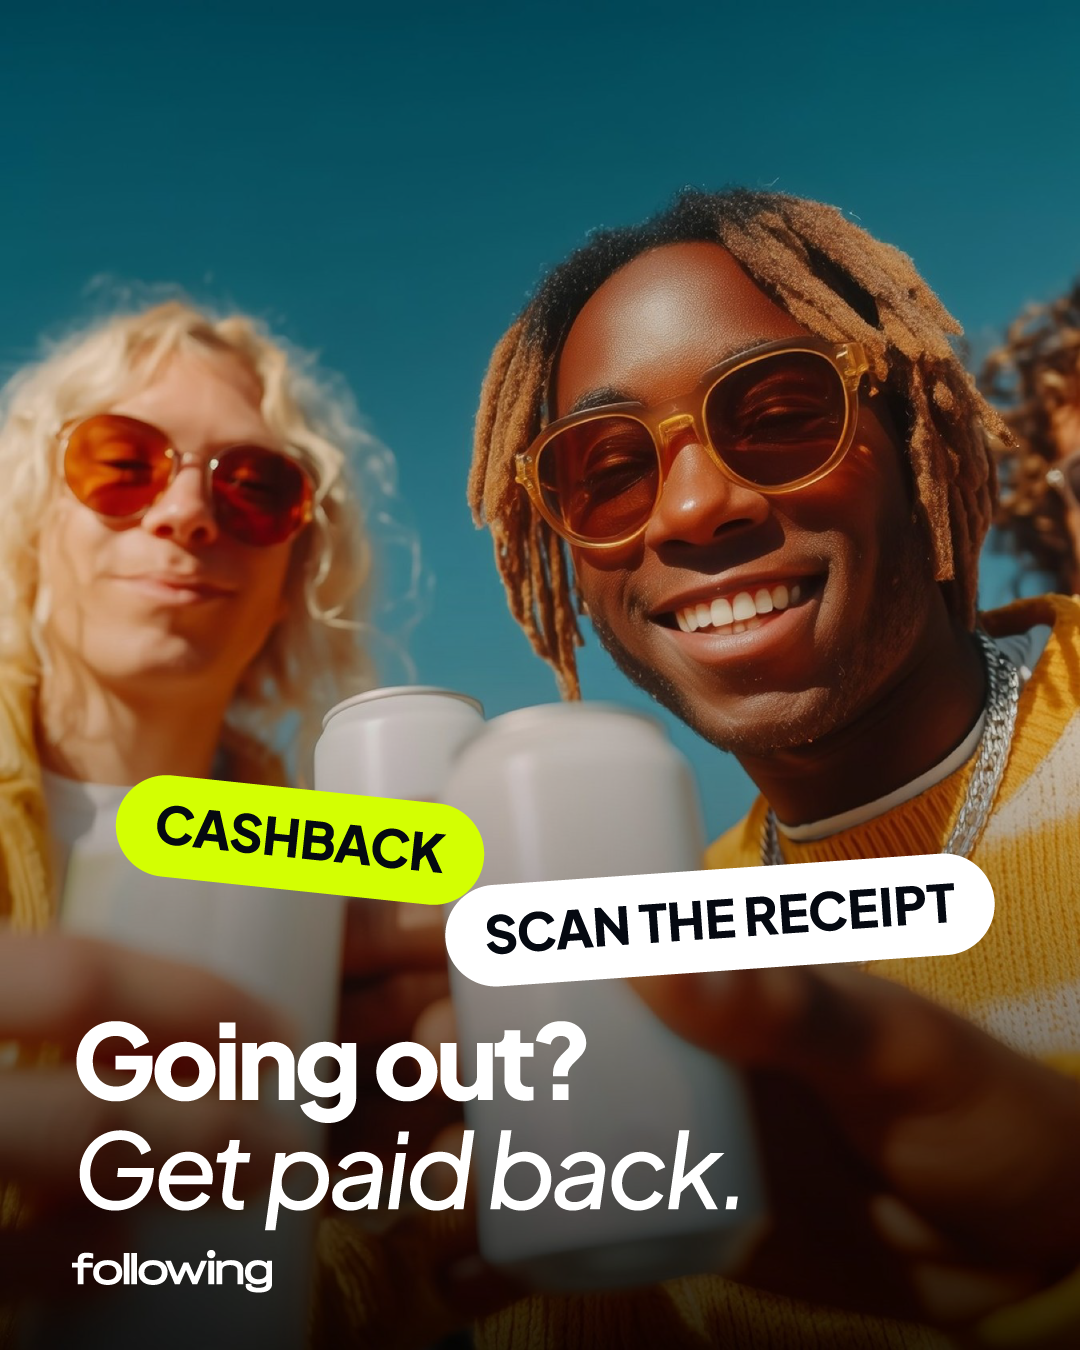 CASHBACK
SCAN THE RECEIPT
Going out?
Get paid back.
following